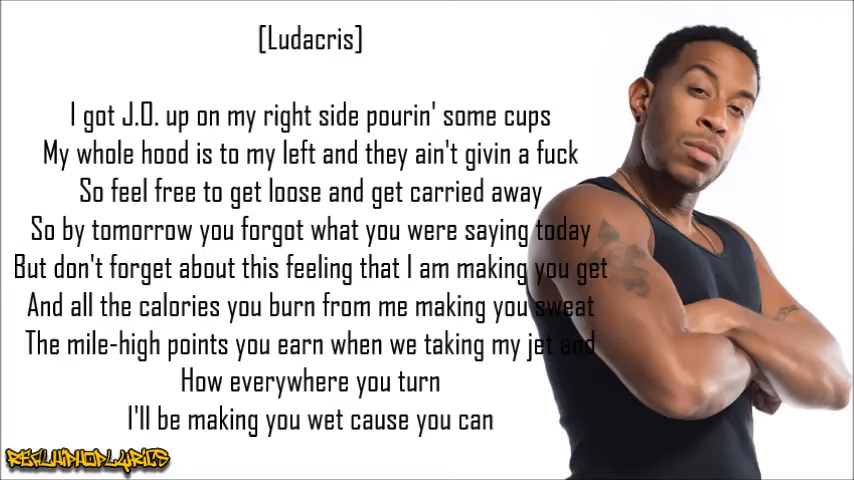 [Ludacris]
I got J.O. up on my right side pourin' some cups
My whole hood is to my left and they ain't givin a fuck
So feel free to get loose and get carried away
So by tomorrow you forgot what you were saying today
But don't forget about this feeling that I am making you get
And all the calories you burn from me making you sweat
The mile-high points you earn when we taking my jet and
How everywhere you turn
I'll be making you wet cause you can
REALHIPHOPLYRICS